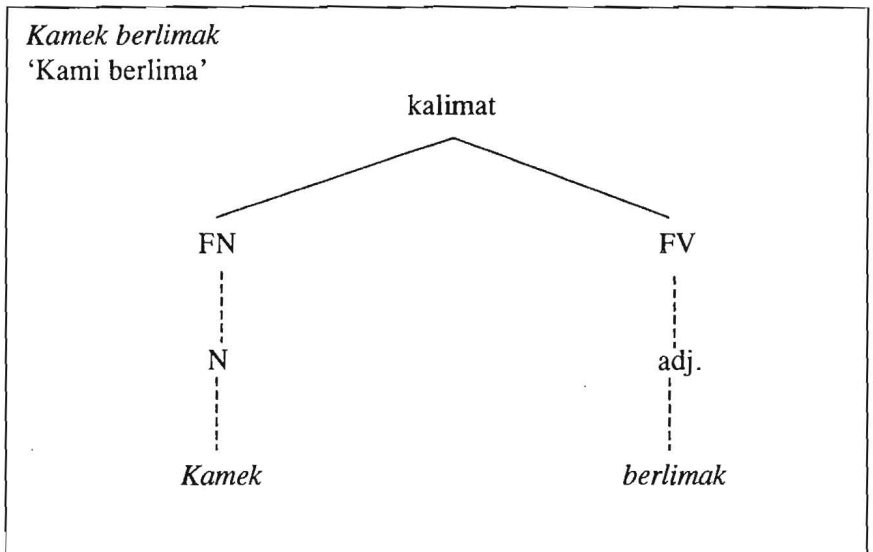 Kamek berlimak
‘Kami berlima’
kalimat
FN FV
N adj.
Kamek berlimak